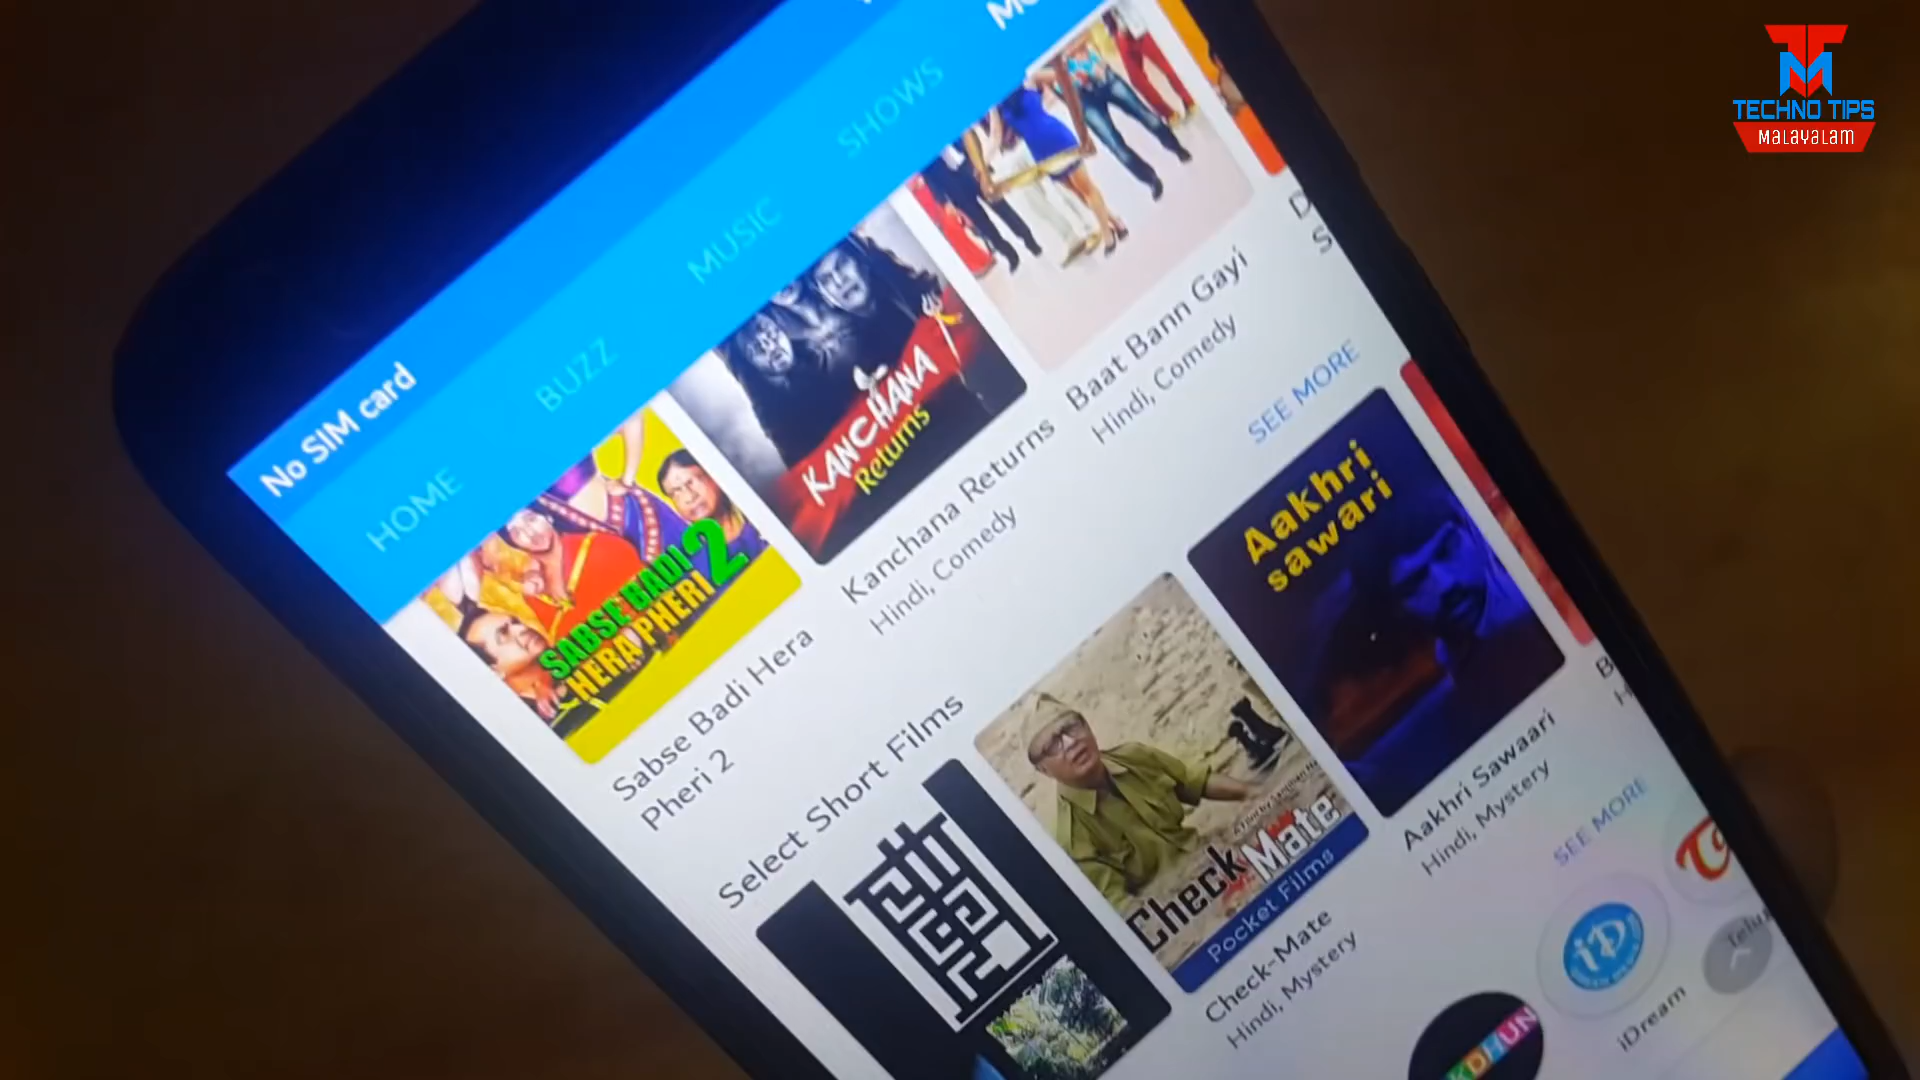 TECHNO TIPS
MALAYALAM
No SIM card
HOME
BUZZ
MUSIC
SHOWS
SABSE BADI
HERA PHERI 2
KANCHANA
Returns
Sabse Badi Hera
Pheri 2
Kanchana Returns
Hindi, Comedy
Baat Bann Gayi
Hindi, Comedy
Select Short Films
SEE MORE
Check Mate
Pocket Films
Aakhri
sawari
Check-Mate
Hindi, Mystery
Aakhri Sawaari
Hindi, Mystery
SEE MORE
iD
iDream